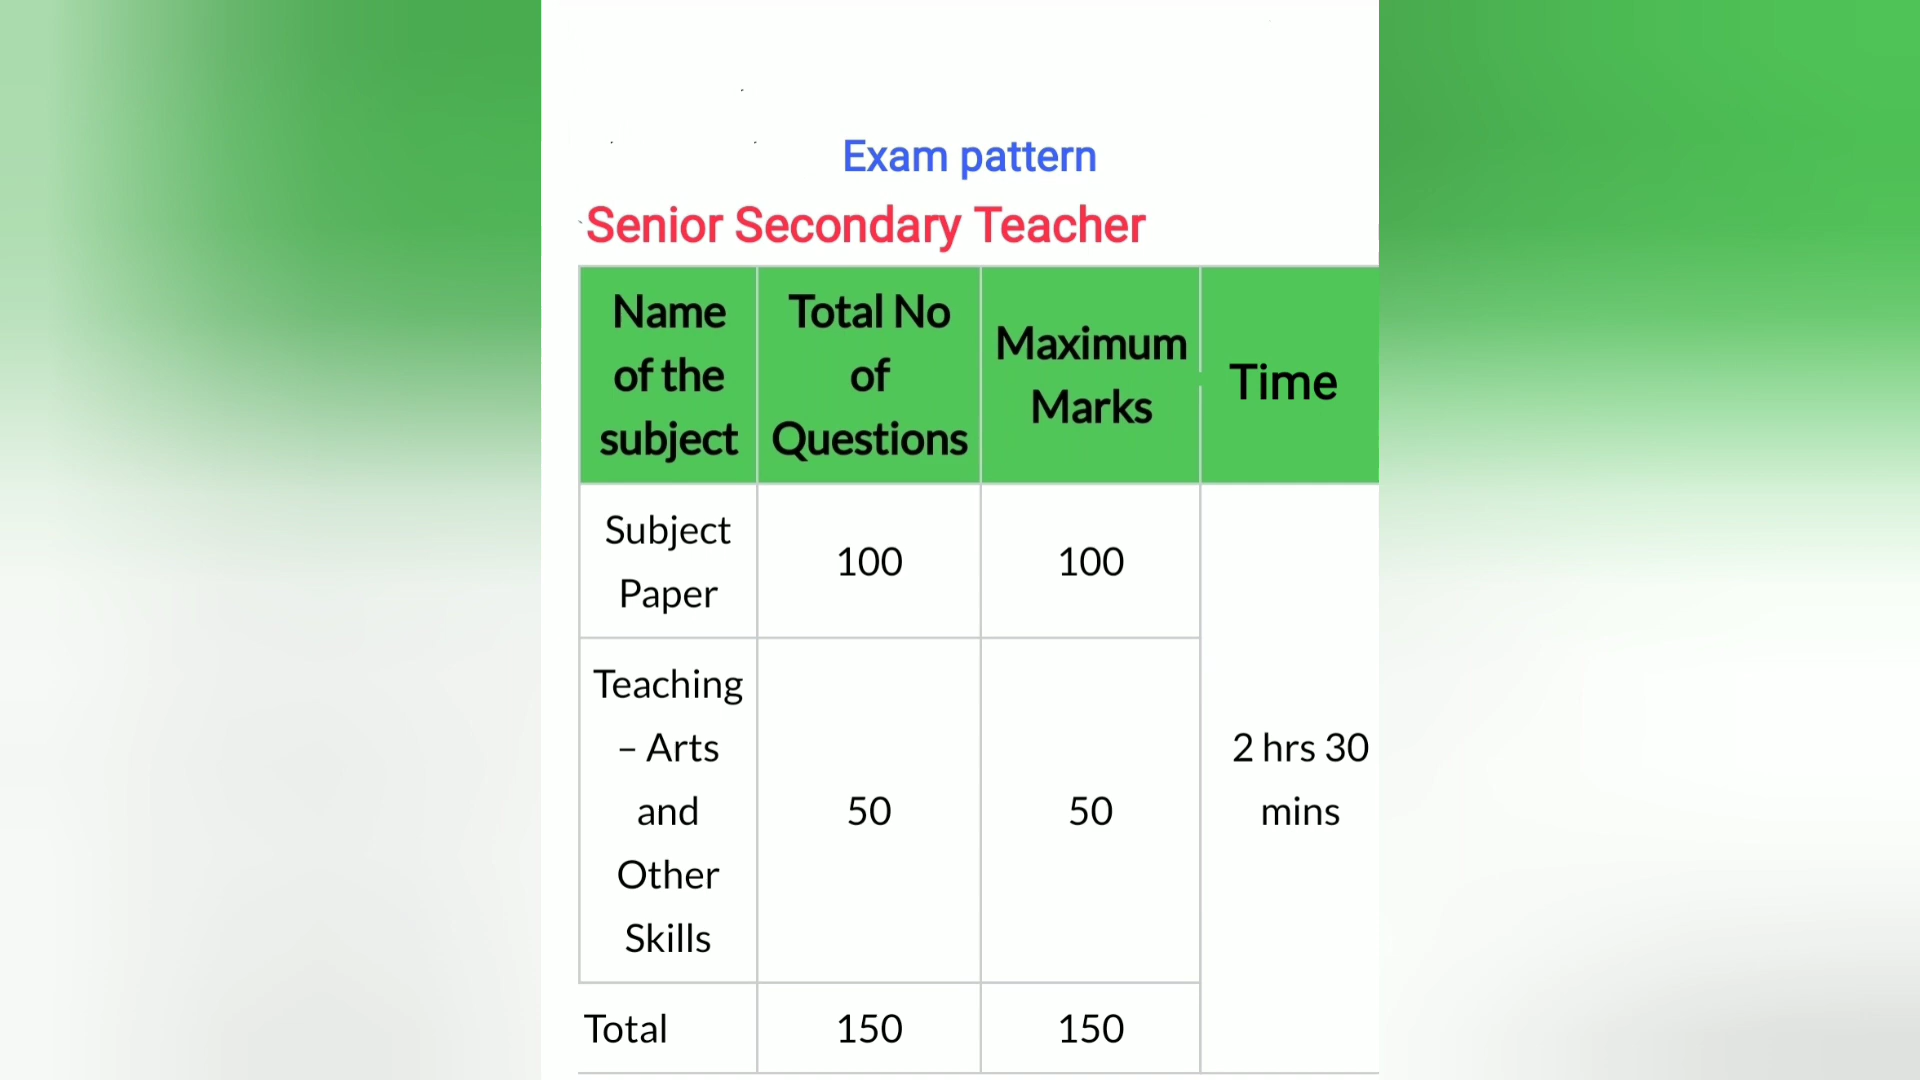 Exam pattern
Senior Secondary Teacher
Name
of the
subject
Total No
of
Questions
Maximum
Marks
Time
Subject
Paper
100
100
Teaching
– Arts
and
Other
Skills
50
50
2 hrs 30
mins
Total
150
150